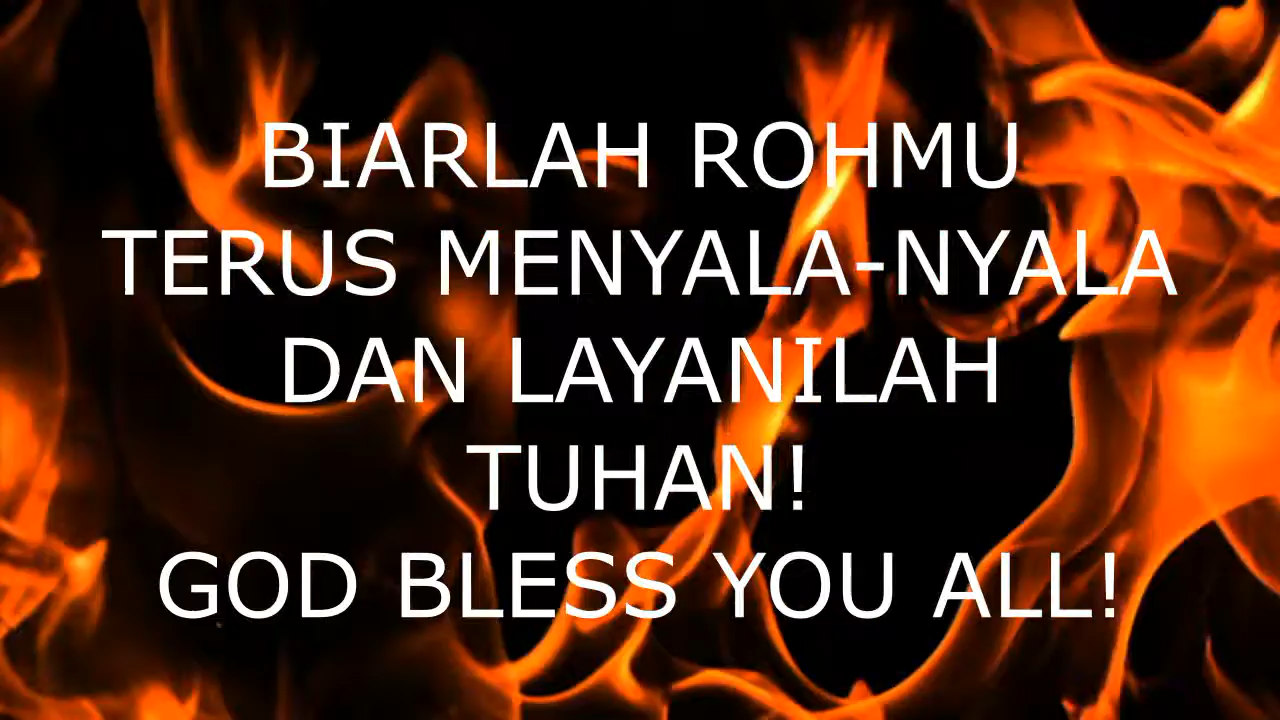 BIARLAH ROHMU
TERUS MENYALA-NYALA
DAN LAYANILAH
TUHAN!
GOD BLESS YOU ALL!